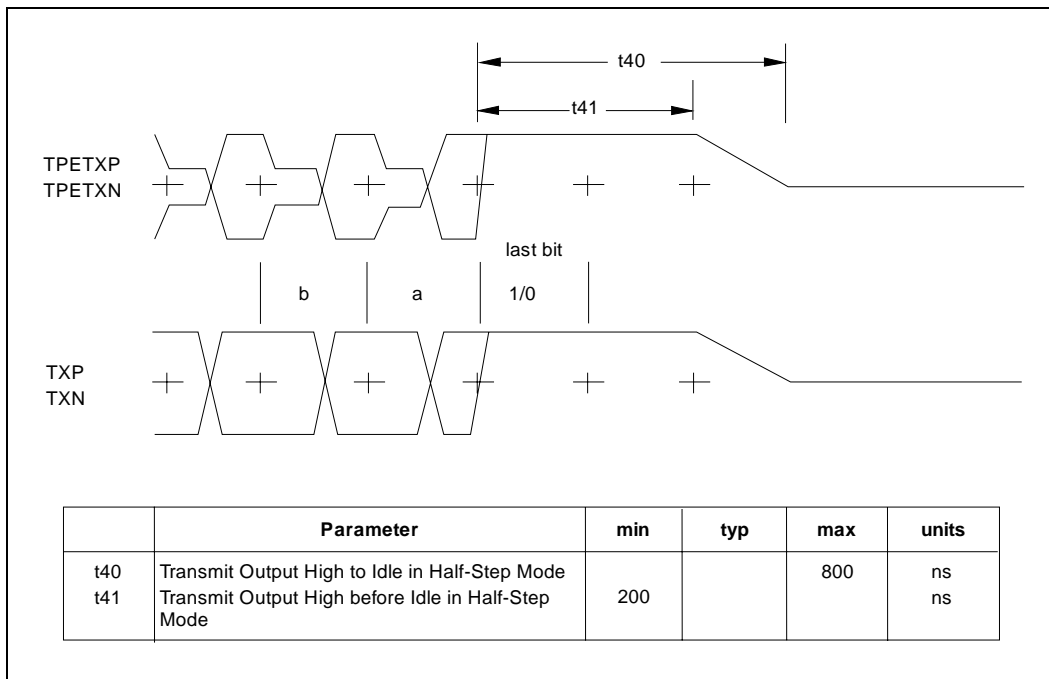 t40
t41
TPETXP
TPETXN
last bit
b a 1/0
TXP
TXN
Parameter min typ max units
t40 Transmit Output High to Idle in Half-Step Mode 800 ns
t41 Transmit Output High before Idle in Half-Step 200 ns
Mode